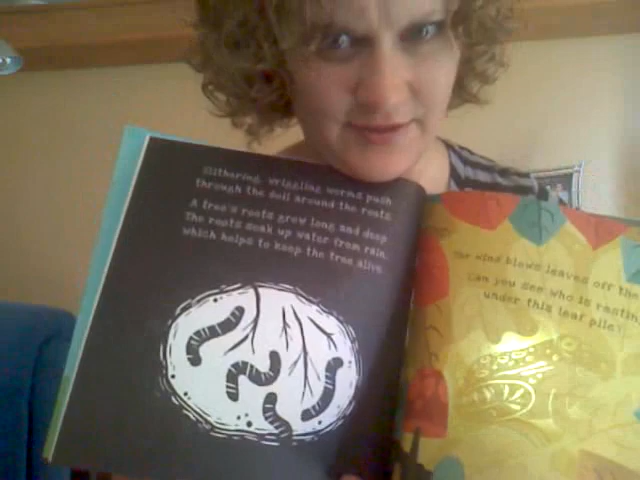 Slithering, wriggling worms push
through the soil around the roots.
A tree's roots grow long and deep.
The roots soak up water from rain,
which helps to keep the tree alive.
The wind blows leaves off the
Can you see who is resting
under this leaf pile?